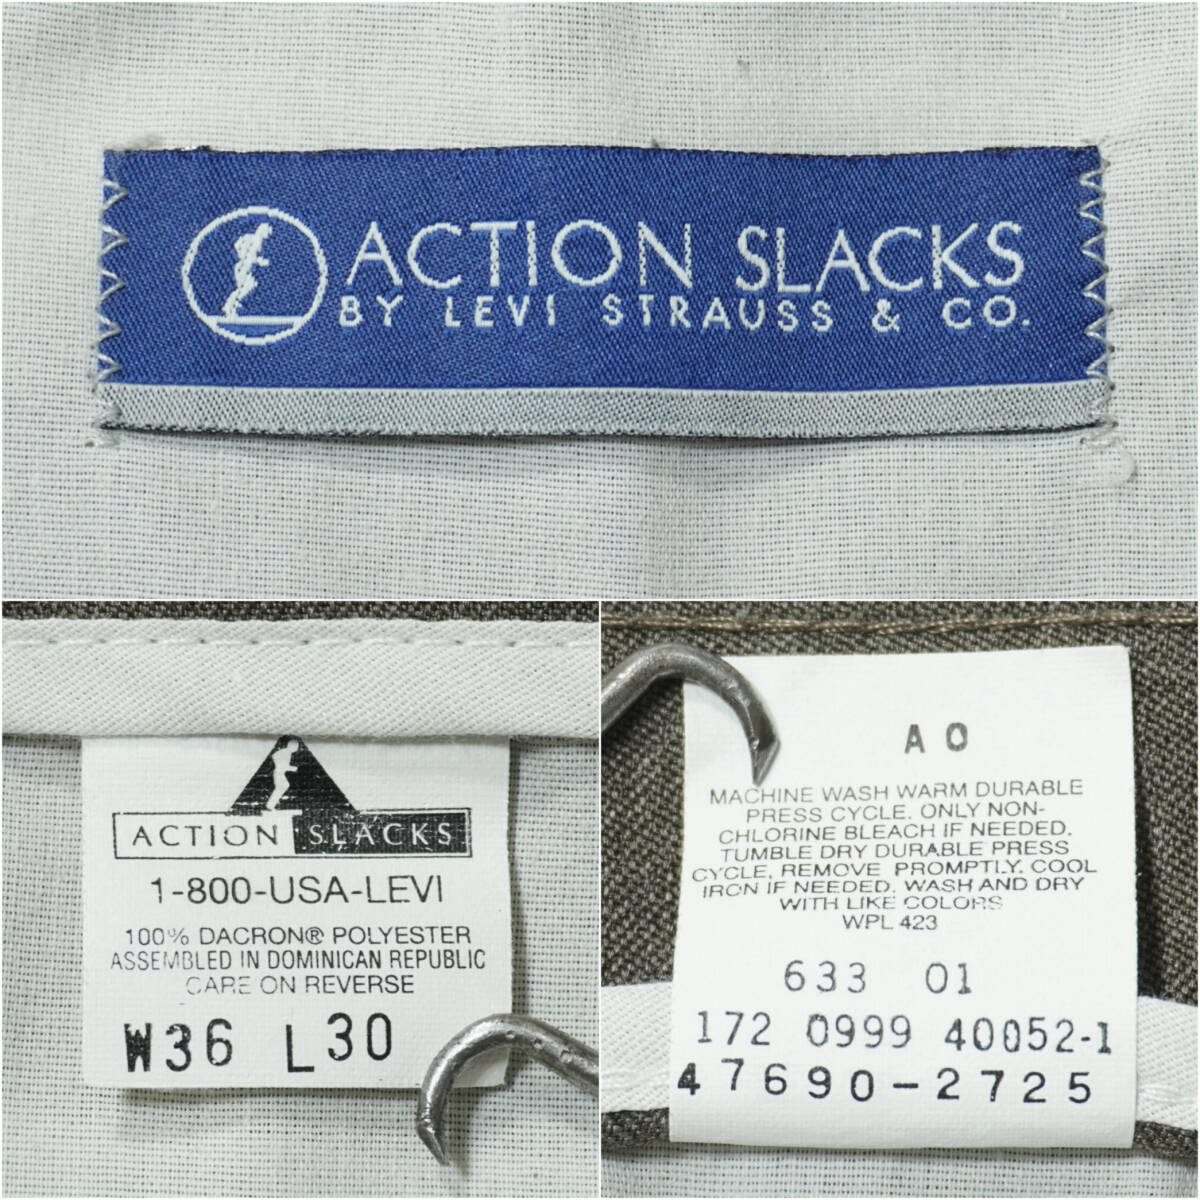 ACTION SLACKS
BY LEVI STRAUSS & CO.
ACTION SLACKS
1-800-USA-LEVI
100% DACRON® POLYESTER
ASSEMBLED IN DOMINICAN REPUBLIC
CARE ON REVERSE
W36 L30
A0
MACHINE WASH WARM DURABLE
PRESS CYCLE. ONLY NON-
CHLORINE BLEACH IF NEEDED.
TUMBLE DRY DURABLE PRESS
CYCLE, REMOVE PROMPTLY. COOL
IRON IF NEEDED. WASH AND DRY
WITH LIKE COLORS
WPL 423
633 01
172 0999 40052-1
47690-2725